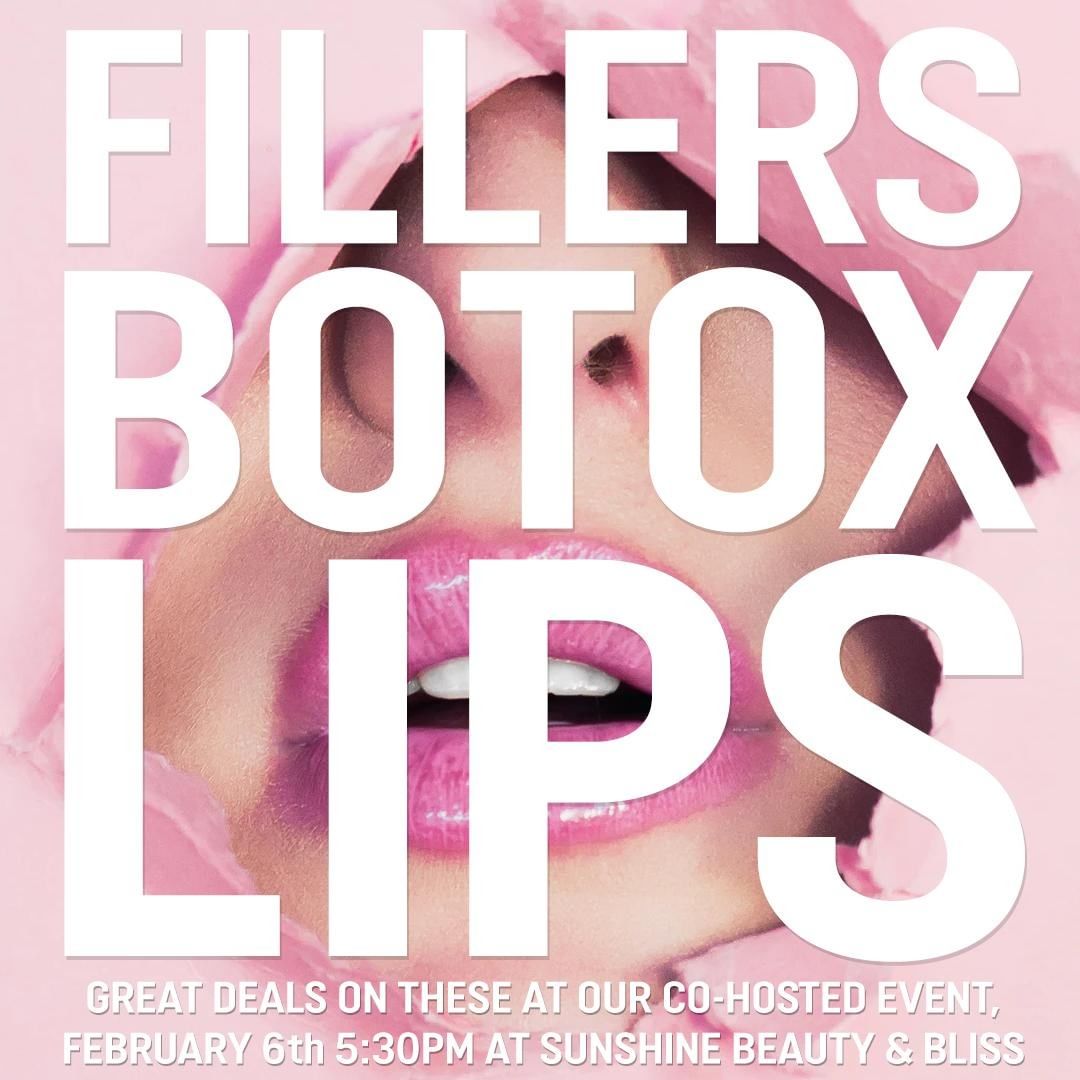 FILLERS
BOTOX
LIPS
GREAT DEALS ON THESE AT OUR CO-HOSTED EVENT,
FEBRUARY 6th 5:30PM AT SUNSHINE BEAUTY & BLISS